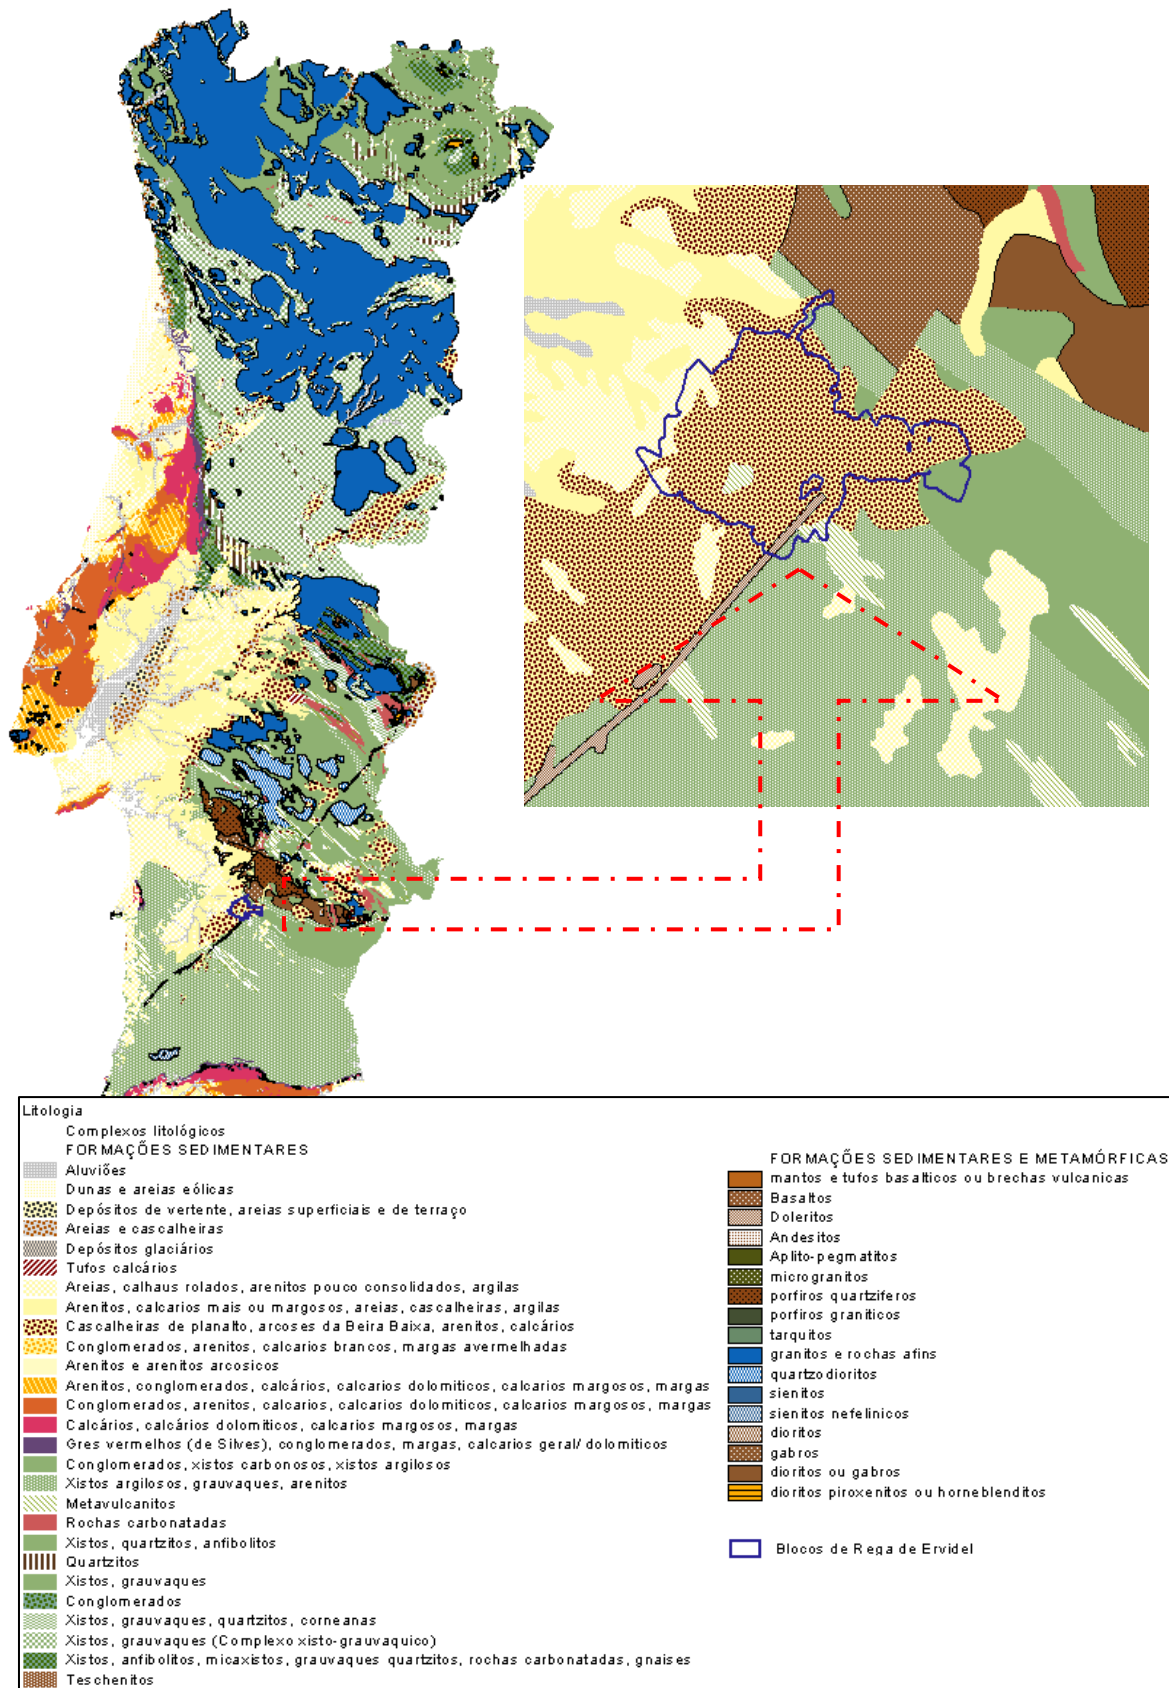 Litologia
Complexos litológicos
FORMAÇÕES SEDIMENTARES
Aluviões
Dunas e areias eólicas
Depósitos de vertente, areias superficiais e de terraço
Areias e cascalheiras
Depósitos glaciários
Tufos calcários
Areias, calhaus rolados, arenitos pouco consolidados, argilas
Arenitos, calcarios mais ou margosos, areias, cascalheiras, argilas
Cascalheiras de planalto, arcoses da Beira Baixa, arenitos, calcários
Conglomerados, arenitos, calcarios brancos, margas avermelhadas
Arenitos e arenitos arcosicos
Arenitos, conglomerados, calcários, calcarios dolomiticos, calcarios margosos, margas
Conglomerados, arenitos, calcarios, calcarios dolomiticos, calcarios margosos, margas
Calcários, calcários dolomiticos, calcarios margosos, margas
Gres vermelhos (de Silves), conglomerados, margas, calcarios geral/ dolomiticos
Conglomerados, xistos carbonosos, xistos argilosos
Xistos argilosos, grauvaques, arenitos
Metavulcanitos
Rochas carbonatadas
Xistos, quartzitos, anfibolitos
Quartzitos
Xistos, grauvaques
Conglomerados
Xistos, grauvaques, quartzitos, corneanas
Xistos, grauvaques (Complexo xisto-grauvaquico)
Xistos, anfibolitos, micaxistos, grauvaques quartzitos, rochas carbonatadas, gnaises
Teschenitos
FORMAÇÕES SEDIMENTARES E METAMÓRFICAS
mantos e tufos basalticos ou brechas vulcanicas
Basaltos
Doleritos
Andesitos
Aplito-pegmatitos
microgranitos
porfiros quartziferos
porfiros graniticos
tarquitos
granitos e rochas afins
quartzodioritos
sienitos
sienitos nefelinicos
dioritos
gabros
dioritos ou gabros
dioritos piroxenitos ou horneblenditos
Blocos de Rega de Ervidel